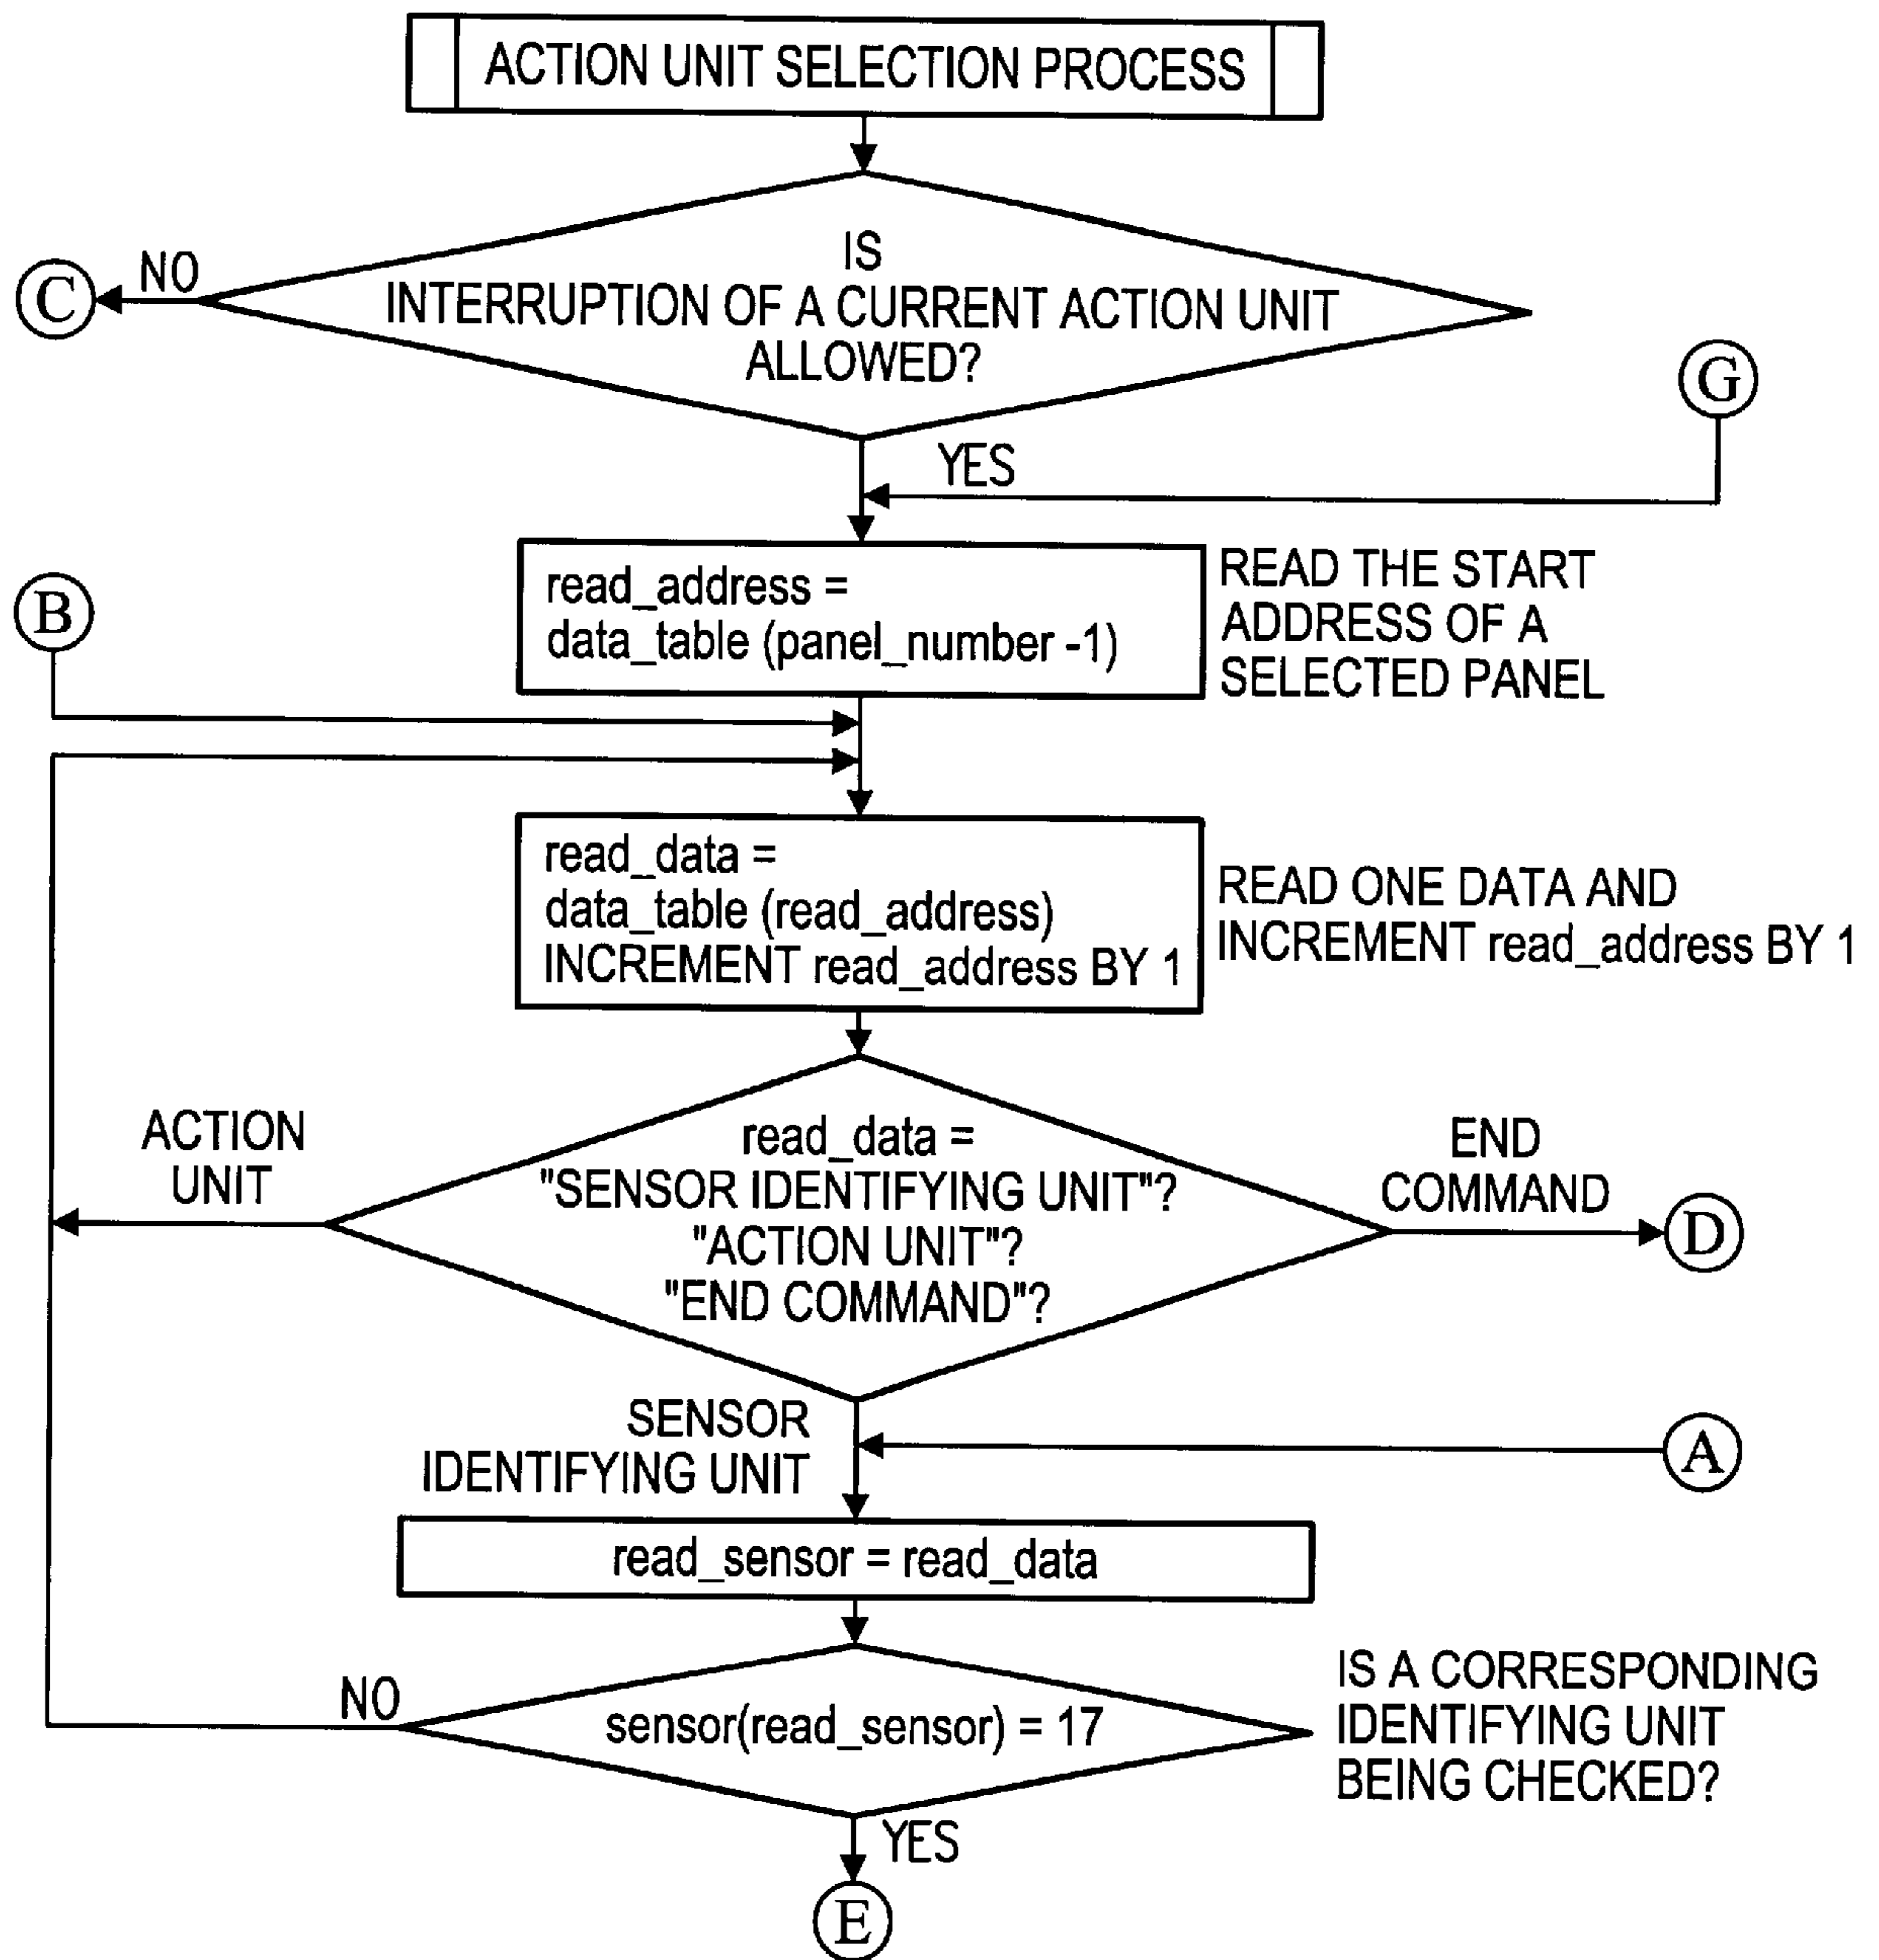 ACTION UNIT SELECTION PROCESS
IS
INTERRUPTION OF A CURRENT ACTION UNIT
ALLOWED?
NO
C
G
YES
read_address =
data_table (panel_number -1)
READ THE START
ADDRESS OF A
SELECTED PANEL
B
read_data =
data_table (read_address)
INCREMENT read_address BY 1
READ ONE DATA AND
INCREMENT read_address BY 1
ACTION
UNIT
read_data =
"SENSOR IDENTIFYING UNIT"?
"ACTION UNIT"?
"END COMMAND"?
END
COMMAND
D
SENSOR
IDENTIFYING UNIT
A
read_sensor = read_data
NO
sensor(read_sensor) = 17
IS A CORRESPONDING
IDENTIFYING UNIT
BEING CHECKED?
YES
E